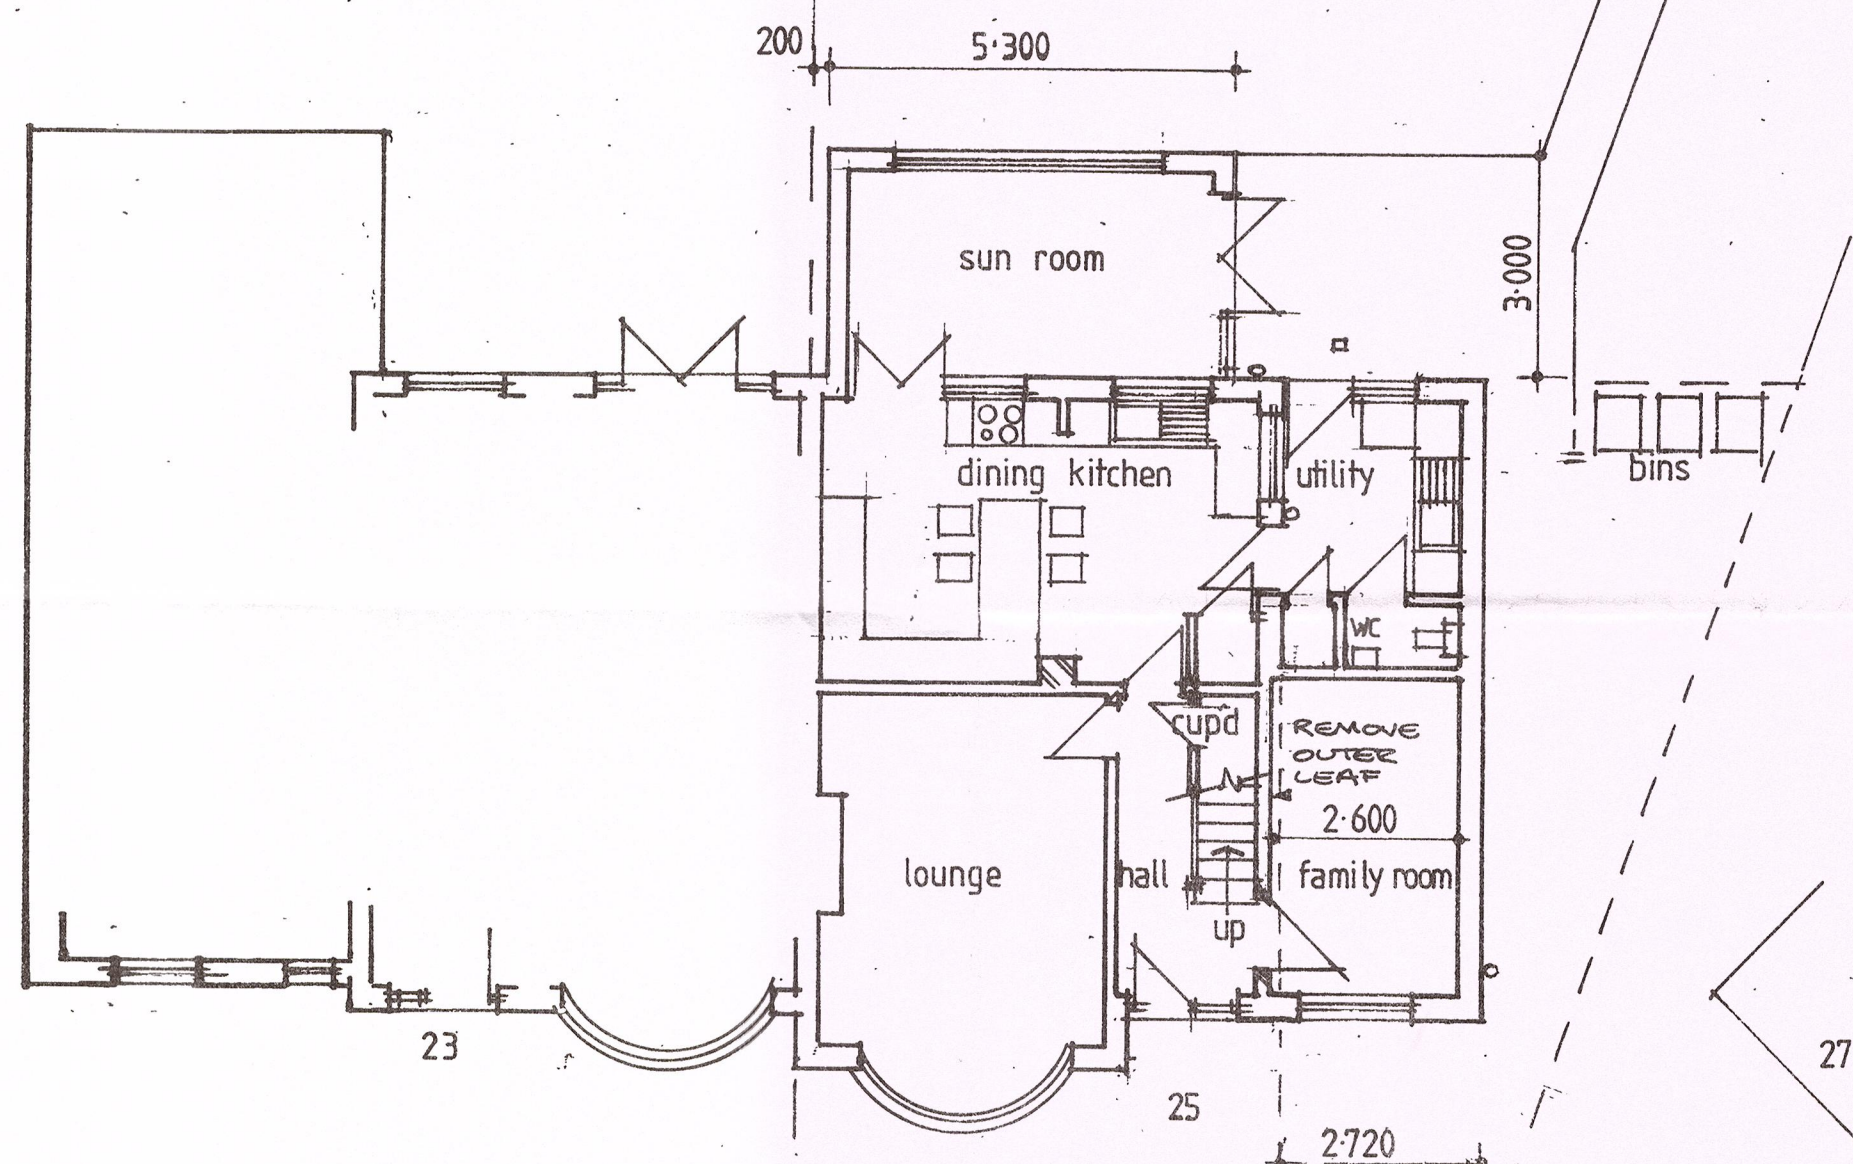 200
5·300
sun room
3·000
dining kitchen
utility
bins
WC
cup'd
REMOVE
OUTER
LEAF
2·600
lounge
hall
family room
up
23
27
25
2·720